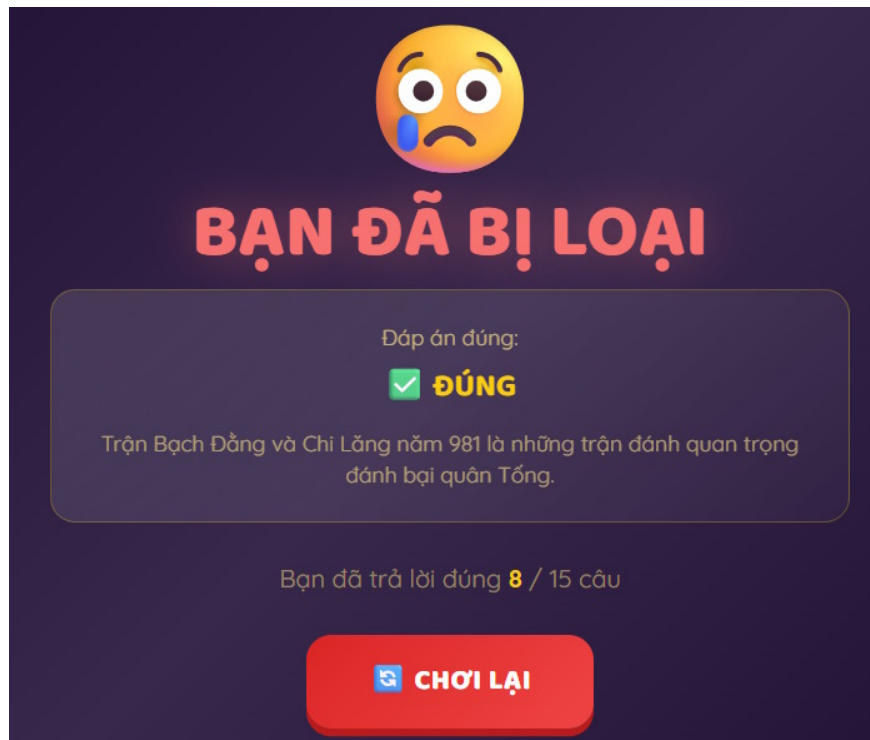 BẠN ĐÃ BỊ LOẠI
Đáp án đúng:
ĐÚNG
Trận Bạch Đằng và Chi Lăng năm 981 là những trận đánh quan trọng
đánh bại quân Tống.
Bạn đã trả lời đúng 8 / 15 câu
CHƠI LẠI